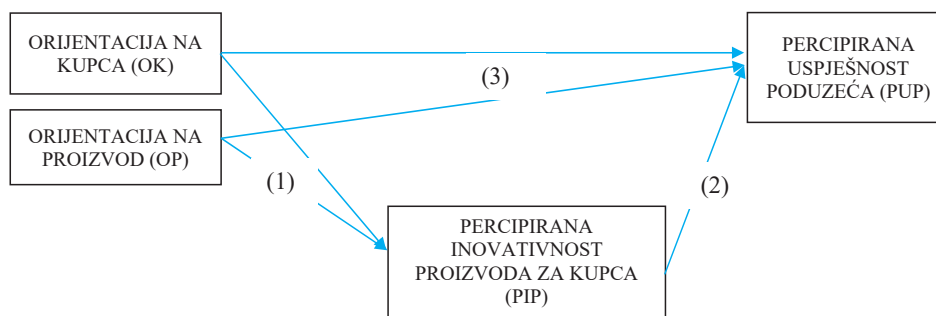 ORIJENTACIJA NA
KUPCA (OK)
PERCIPIRANA
USPJEŠNOST
PODUZEĆA (PUP)
(3)
ORIJENTACIJA NA
PROIZVOD (OP)
(1)
(2)
PERCIPIRANA
INOVATIVNOST
PROIZVODA ZA KUPCA
(PIP)